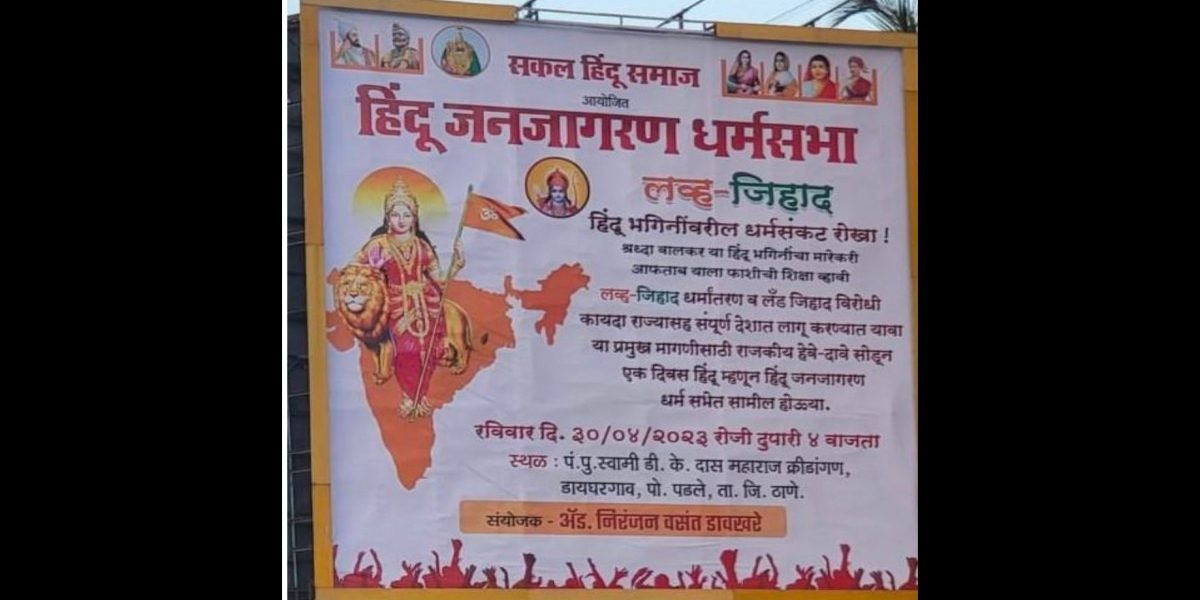 सकल हिंदू समाज
आयोजित
हिंदू जनजागरण धर्मसभा
लव्ह-जिहाद
हिंदू भगिनींवरील धर्मसंकट रोखा !
श्रध्दा वालकर या हिंदू भगिनींचा मारेकरी
आफताब याला फाशीची शिक्षा व्हावी
लव्ह-जिहाद धर्मांतरण व लँड जिहाद विरोधी
कायदा राज्यासह संपूर्ण देशात लागू करण्यात यावा
या प्रमुख मागणीसाठी राजकीय हेवे-दावे सोडून
एक दिवस हिंदू म्हणून हिंदू जनजागरण
धर्म सभेत सामील होऊया.
रविवार दि. ३०/०४/२०२३ रोजी दुपारी ४ वाजता
स्थळ : पं.पु.स्वामी डी. के. दास महाराज क्रीडांगण,
डायघरगाव, पो. पडले, ता. जि. ठाणे.
संयोजक - अ‍ॅड. निरंजन वसंत डावखरे
ॐ